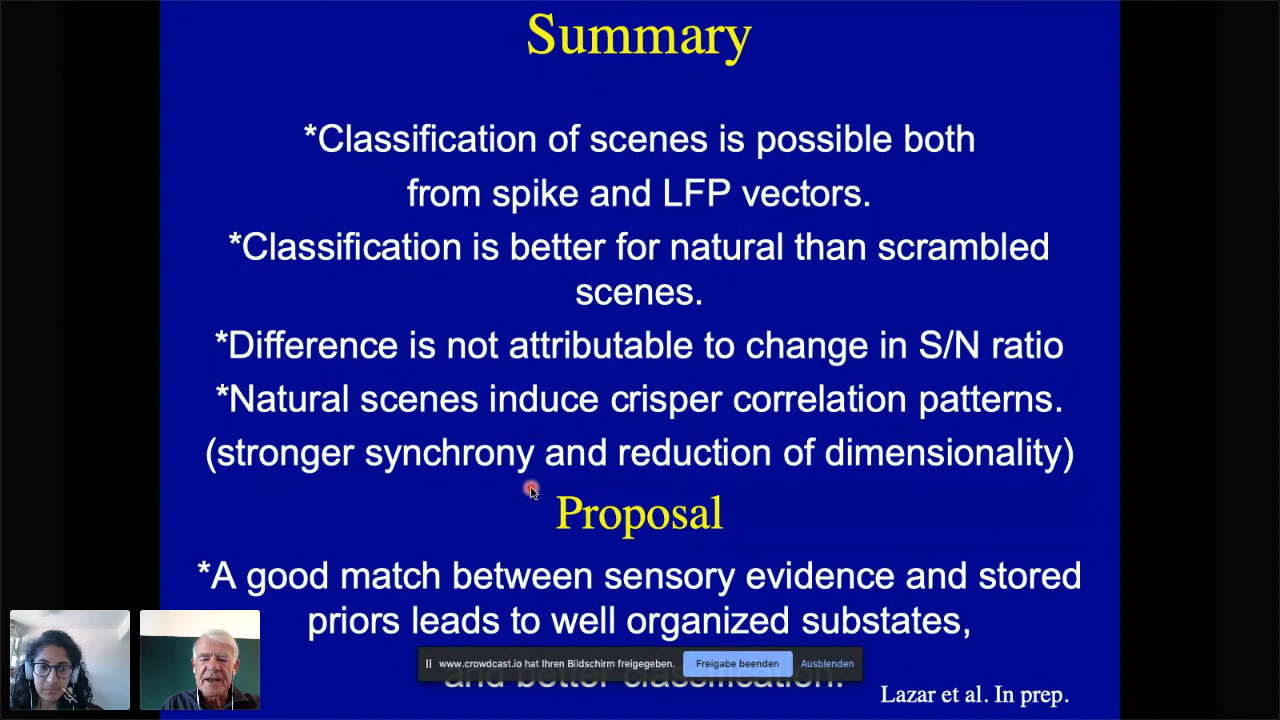 Summary
*Classification of scenes is possible both
from spike and LFP vectors.
*Classification is better for natural than scrambled
scenes.
*Difference is not attributable to change in S/N ratio
*Natural scenes induce crisper correlation patterns.
(stronger synchrony and reduction of dimensionality)
Proposal
*A good match between sensory evidence and stored
priors leads to well organized substates,
www.crowdcast.io hat Ihren Bildschirm freigegeben. Freigabe beenden Ausblenden
and better classification.
Lazar et al. In prep.